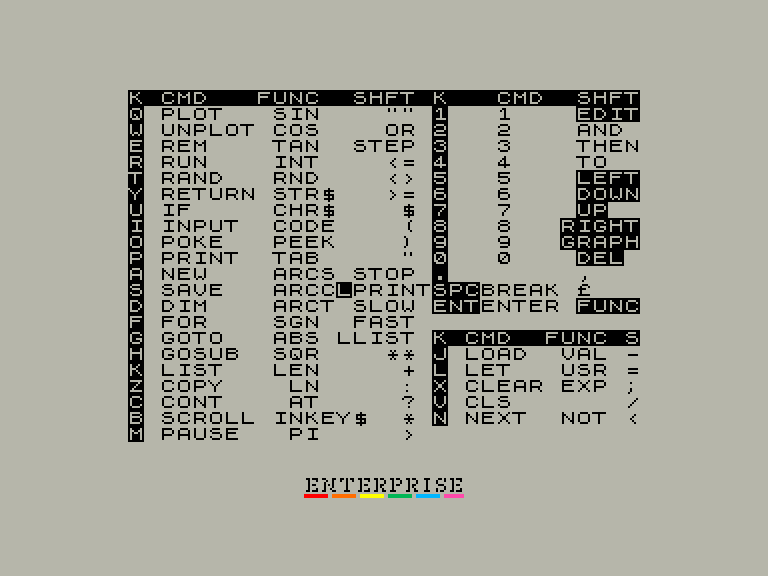 K CMD FUNC SHFT K CMD SHFT
Q PLOT SIN "" 1 1 EDIT
W UNPLOT COS OR 2 2 AND
E REM TAN STEP 3 3 THEN
R RUN INT <= 4 4 TO
T RAND RND <> 5 5 LEFT
Y RETURN STR$ >= 6 6 DOWN
U IF CHR$ $ 7 7 UP
I INPUT CODE ( 8 8 RIGHT
O POKE PEEK ) 9 9 GRAPH
P PRINT TAB " 0 0 DEL
A NEW ARCS STOP . ,
S SAVE ARCC LPRINT SPC BREAK £
D DIM ARCT SLOW ENT ENTER FUNC
F FOR SGN FAST
G GOTO ABS LLIST K CMD FUNC S
H GOSUB SQR ** J LOAD VAL -
K LIST LEN + L LET USR =
Z COPY LN : X CLEAR EXP ;
C CONT AT ? V CLS /
B SCROLL INKEY$ * N NEXT NOT <
M PAUSE PI >
ENTERPRISE